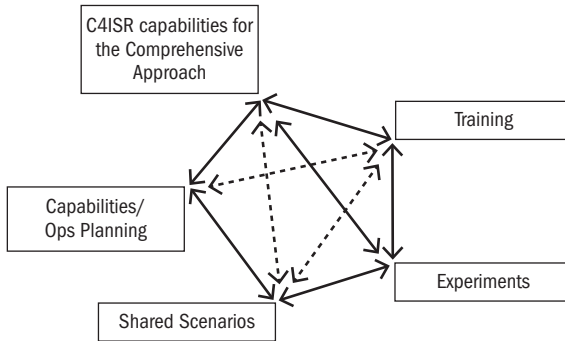 C4ISR capabilities for
the Comprehensive
Approach
Training
Capabilities/
Ops Planning
Experiments
Shared Scenarios